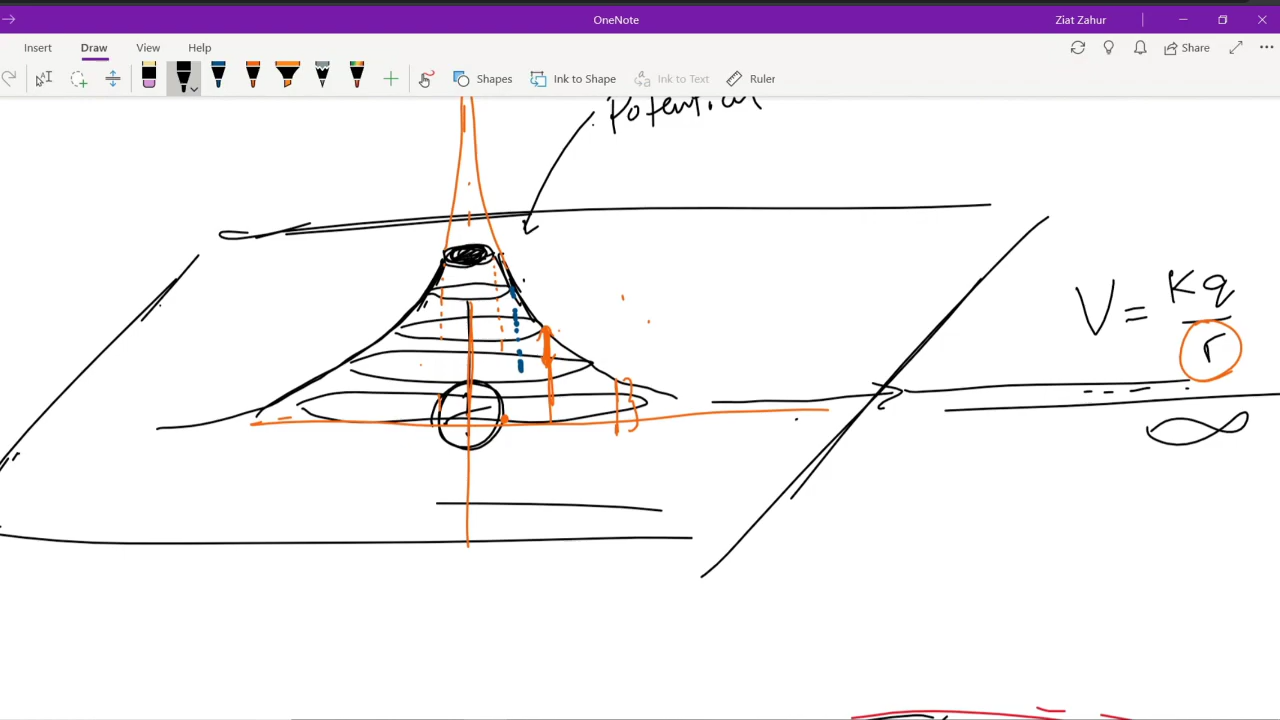 OneNote
Ziat Zahur
Insert Draw View Help
Share
Shapes
Ink to Shape
Ink to Text
Ruler
Potential
V = Kq / r
∞